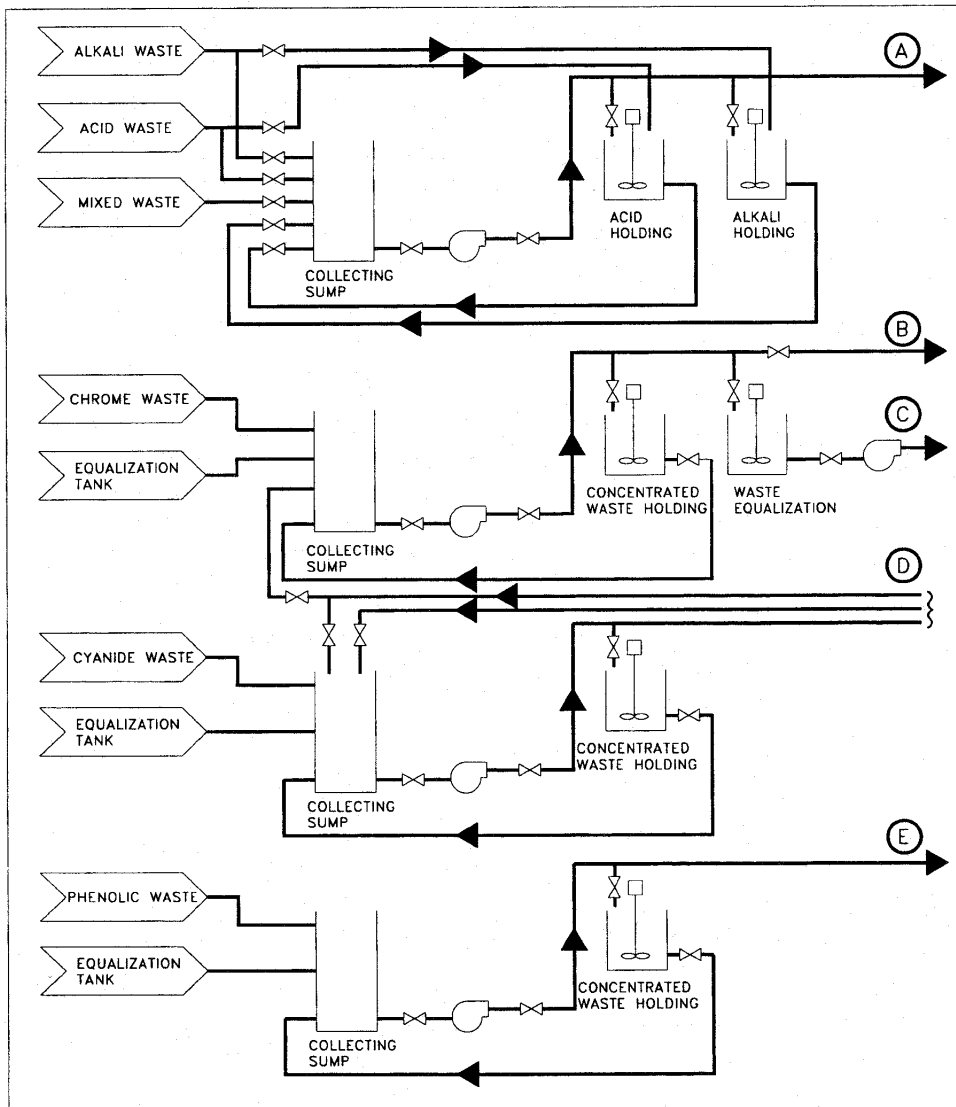 ALKALI WASTE
A
ACID WASTE
MIXED WASTE
ACID
HOLDING
ALKALI
HOLDING
COLLECTING
SUMP
B
CHROME WASTE
C
EQUALIZATION
TANK
CONCENTRATED
WASTE HOLDING
WASTE
EQUALIZATION
COLLECTING
SUMP
D
CYANIDE WASTE
EQUALIZATION
TANK
CONCENTRATED
WASTE HOLDING
COLLECTING
SUMP
E
PHENOLIC WASTE
EQUALIZATION
TANK
CONCENTRATED
WASTE HOLDING
COLLECTING
SUMP